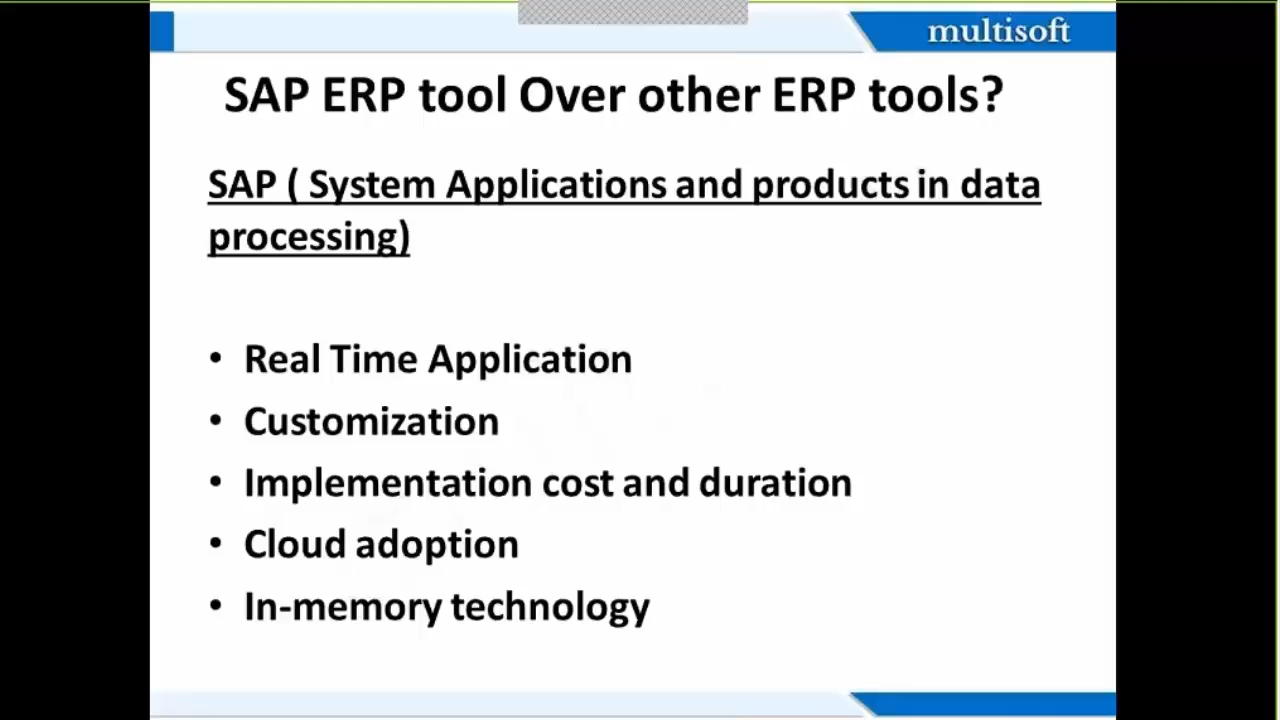 multisoft
SAP ERP tool Over other ERP tools?
SAP ( System Applications and products in data
processing)
• Real Time Application
• Customization
• Implementation cost and duration
• Cloud adoption
• In-memory technology